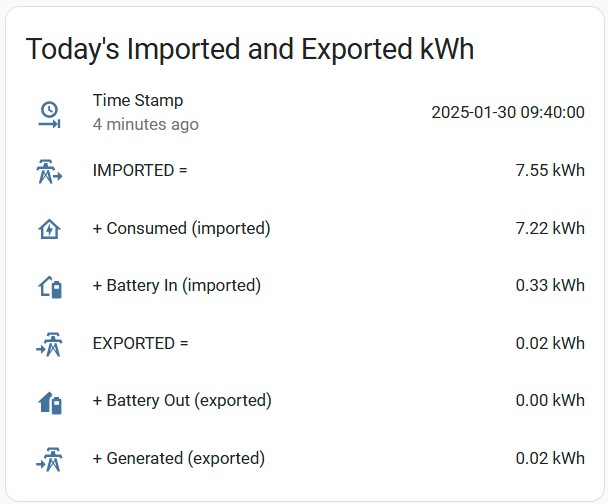 Today's Imported and Exported kWh
Time Stamp
4 minutes ago
2025-01-30 09:40:00
IMPORTED = 7.55 kWh
+ Consumed (imported) 7.22 kWh
+ Battery In (imported) 0.33 kWh
EXPORTED = 0.02 kWh
+ Battery Out (exported) 0.00 kWh
+ Generated (exported) 0.02 kWh